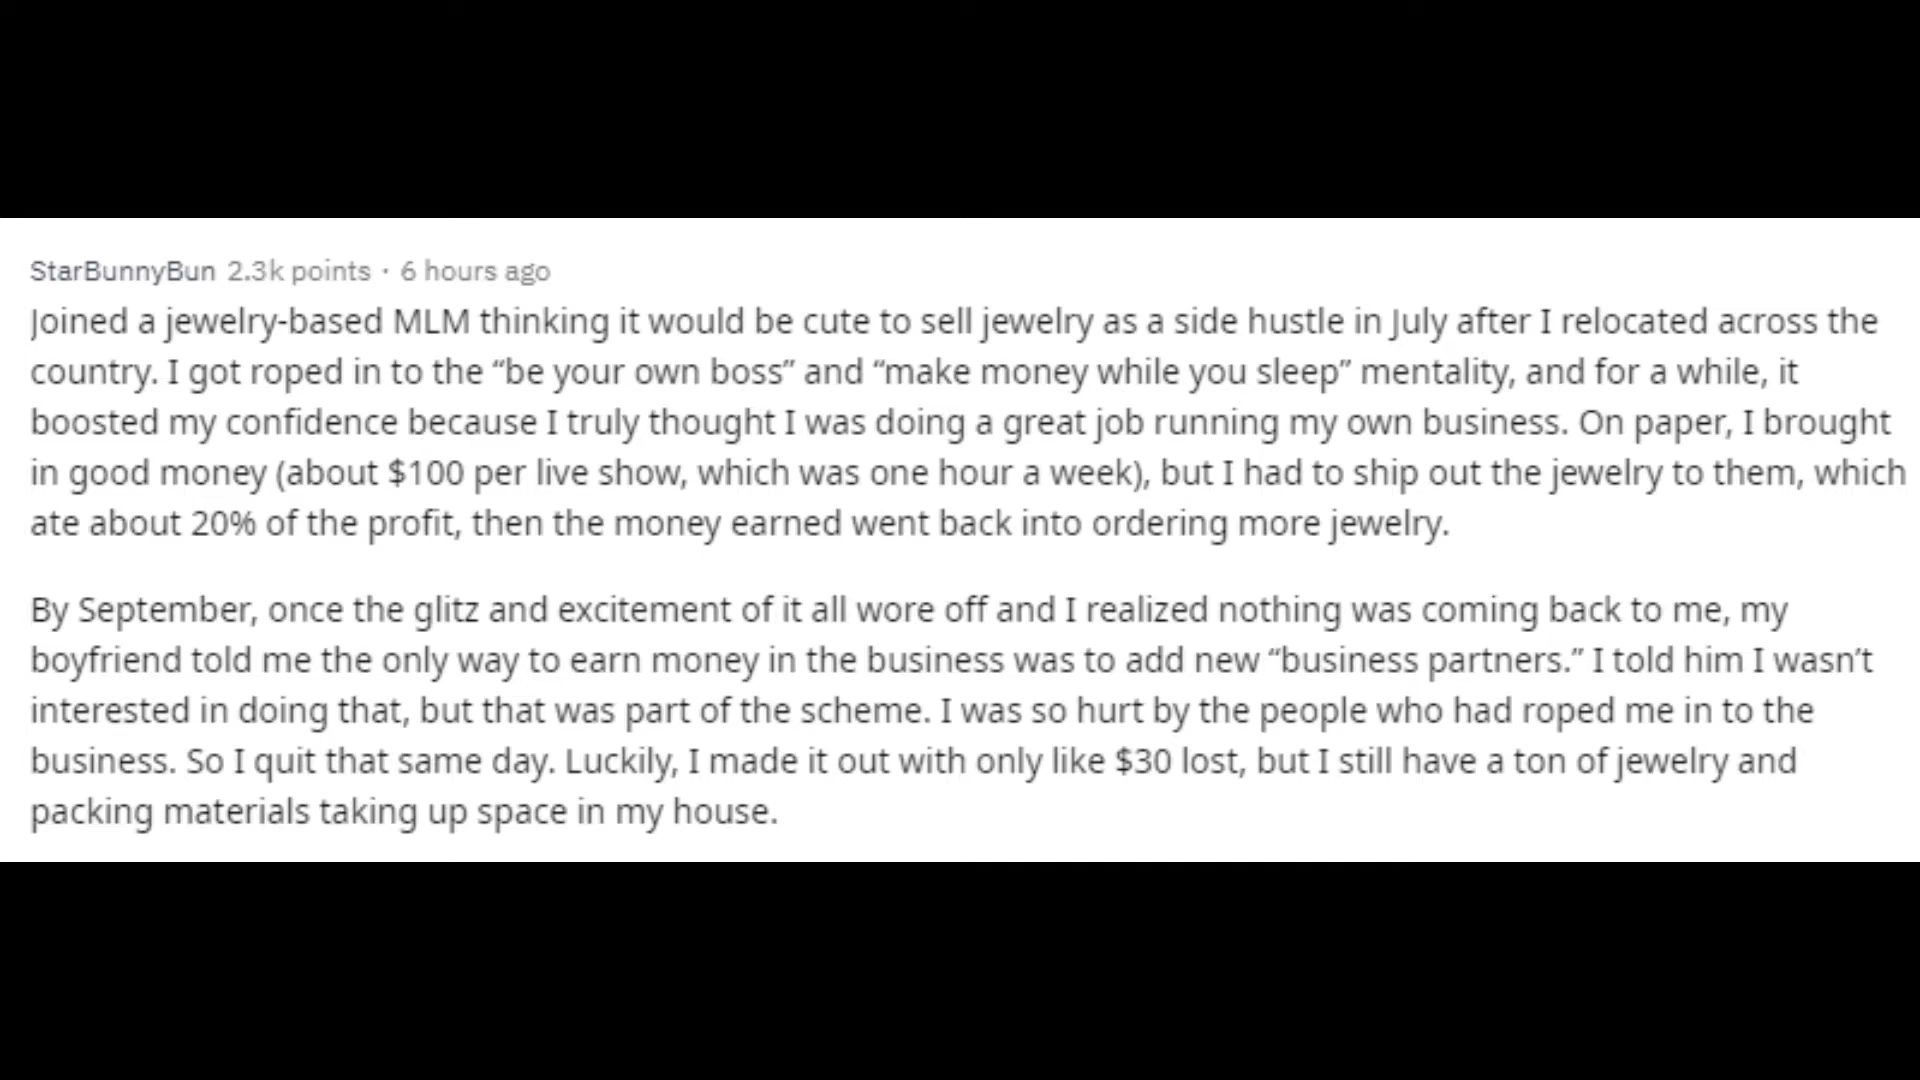 StarBunnyBun 2.3k points · 6 hours ago
Joined a jewelry-based MLM thinking it would be cute to sell jewelry as a side hustle in July after I relocated across the
country. I got roped in to the “be your own boss” and “make money while you sleep” mentality, and for a while, it
boosted my confidence because I truly thought I was doing a great job running my own business. On paper, I brought
in good money (about $100 per live show, which was one hour a week), but I had to ship out the jewelry to them, which
ate about 20% of the profit, then the money earned went back into ordering more jewelry.
By September, once the glitz and excitement of it all wore off and I realized nothing was coming back to me, my
boyfriend told me the only way to earn money in the business was to add new “business partners.” I told him I wasn’t
interested in doing that, but that was part of the scheme. I was so hurt by the people who had roped me in to the
business. So I quit that same day. Luckily, I made it out with only like $30 lost, but I still have a ton of jewelry and
packing materials taking up space in my house.